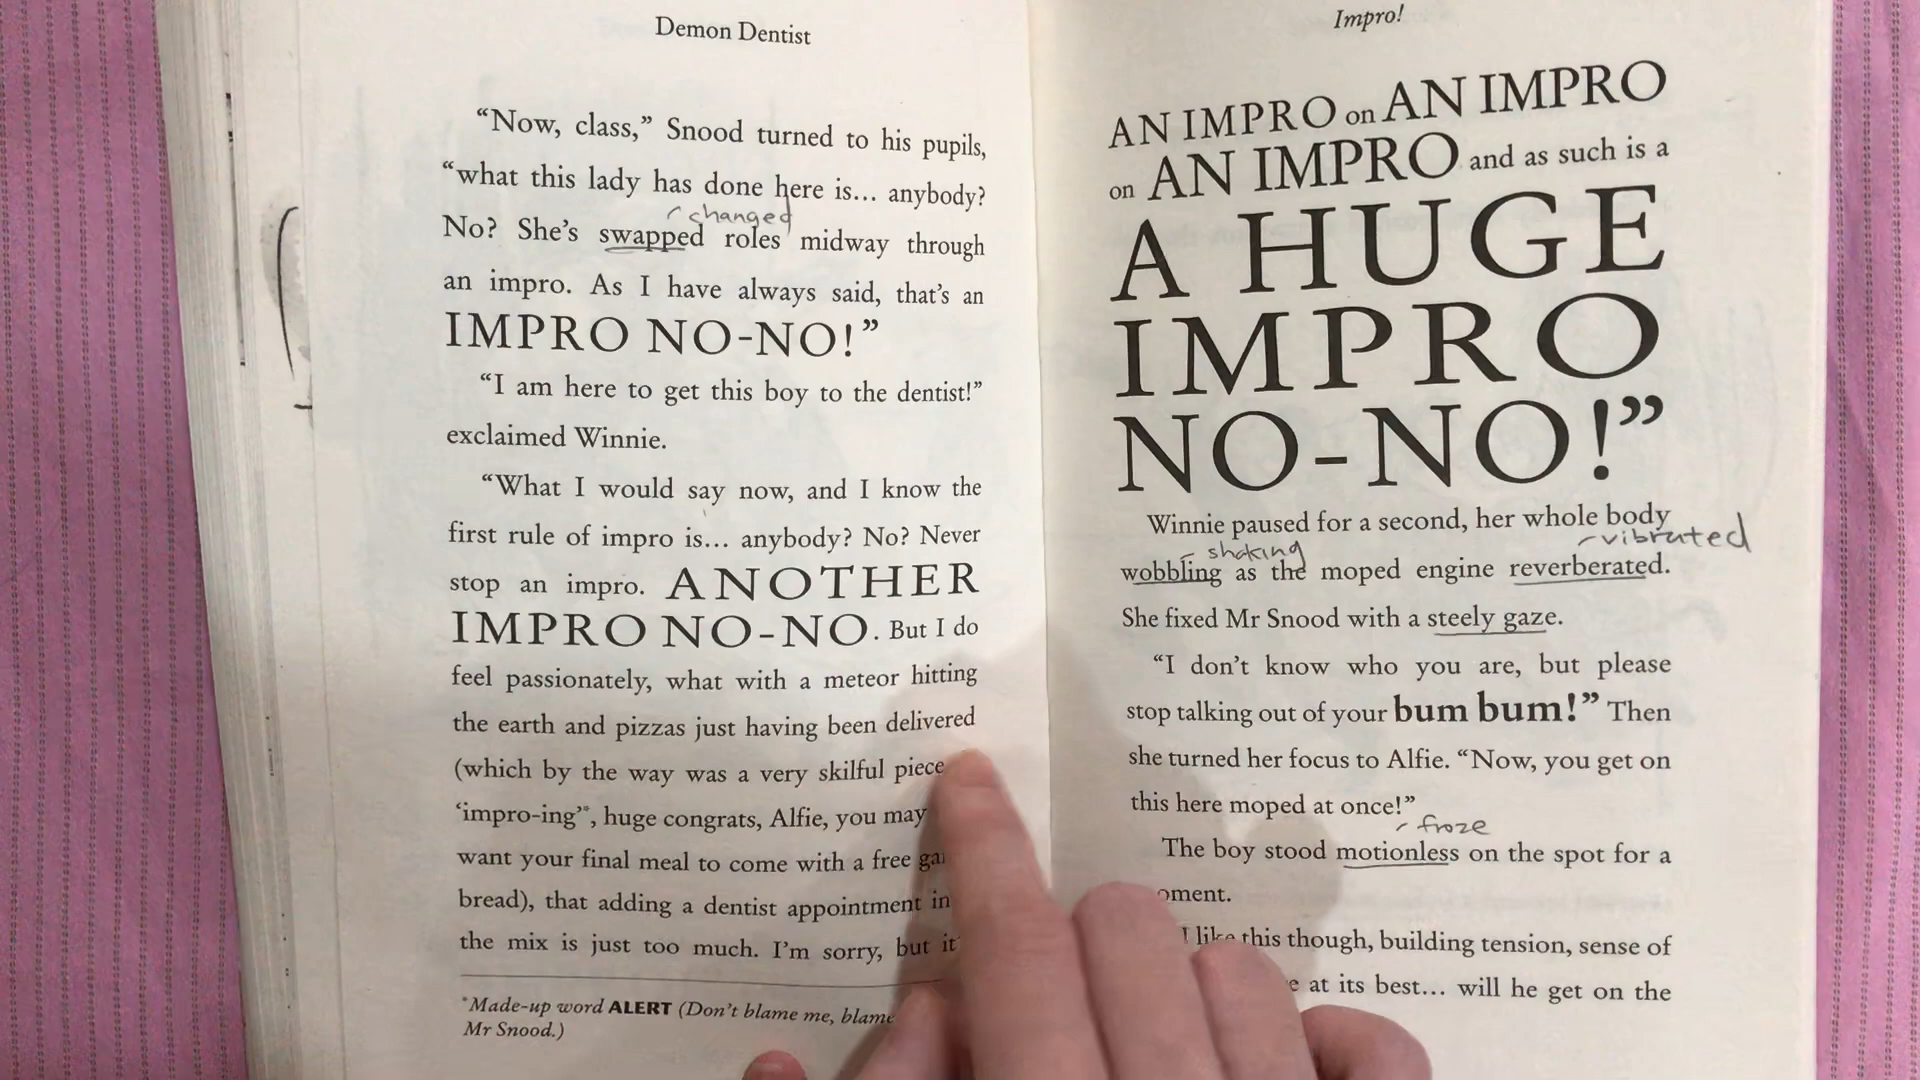 Demon Dentist
“Now, class,” Snood turned to his pupils,
“what this lady has done here is... anybody?
changed
No? She’s swapped roles midway through
an impro. As I have always said, that’s an
IMPRO NO-NO!”
“I am here to get this boy to the dentist!”
exclaimed Winnie.
“What I would say now, and I know the
first rule of impro is... anybody? No? Never
stop an impro. ANOTHER
IMPRO NO-NO. But I do
feel passionately, what with a meteor hitting
the earth and pizzas just having been delivered
(which by the way was a very skilful piece
‘impro-ing’*, huge congrats, Alfie, you may
want your final meal to come with a free
bread), that adding a dentist appointment in
the mix is just too much. I’m sorry, but
*Made-up word ALERT (Don’t blame me, blame
Mr Snood.)
Impro!
AN IMPRO on AN IMPRO
on AN IMPRO and as such is a
A HUGE
IMPRO
NO-NO!”
Winnie paused for a second, her whole body
shaking vibrated
wobbling as the moped engine reverberated.
She fixed Mr Snood with a steely gaze.
“I don’t know who you are, but please
stop talking out of your bum bum!” Then
she turned her focus to Alfie. “Now, you get on
this here moped at once!”
froze
The boy stood motionless on the spot for a
I like this though, building tension, sense of
at its best... will he get on the